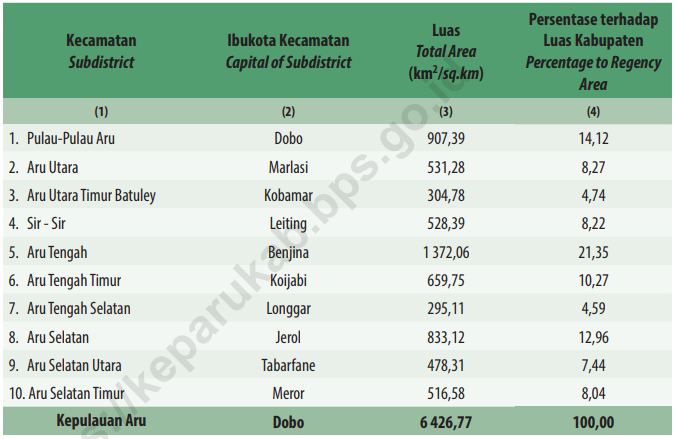 Kecamatan
Subdistrict
Ibukota Kecamatan
Capital of Subdistrict
Luas
Total Area
(km²/sq.km)
Persentase terhadap
Luas Kabupaten
Percentage to Regency
Area
(1) (2) (3) (4)
1. Pulau-Pulau Aru Dobo 907,39 14,12
2. Aru Utara Marlasi 531,28 8,27
3. Aru Utara Timur Batuley Kobamar 304,78 4,74
4. Sir - Sir Leiting 528,39 8,22
5. Aru Tengah Benjina 1 372,06 21,35
6. Aru Tengah Timur Koijabi 659,75 10,27
7. Aru Tengah Selatan Longgar 295,11 4,59
8. Aru Selatan Jerol 833,12 12,96
9. Aru Selatan Utara Tabarfane 478,31 7,44
10. Aru Selatan Timur Meror 516,58 8,04
Kepulauan Aru Dobo 6 426,77 100,00
s://keparukab.bps.go.id